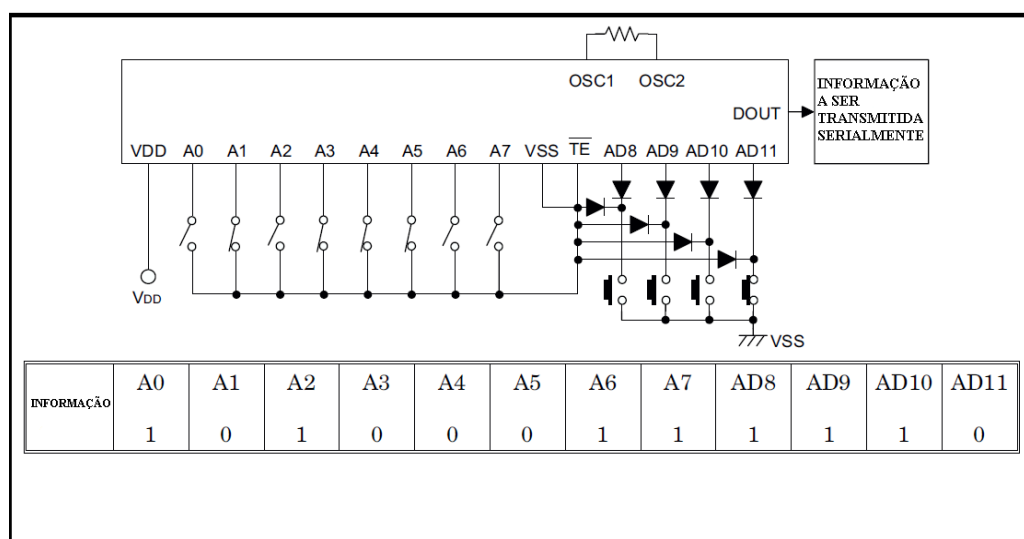 OSC1 OSC2
DOUT
INFORMAÇÃO
A SER
TRANSMITIDA
SERIALMENTE
VDD A0 A1 A2 A3 A4 A5 A6 A7 VSS TE AD8 AD9 AD10 AD11
VDD
VSS
INFORMAÇÃO A0 A1 A2 A3 A4 A5 A6 A7 AD8 AD9 AD10 AD11
1 0 1 0 0 0 1 1 1 1 1 0